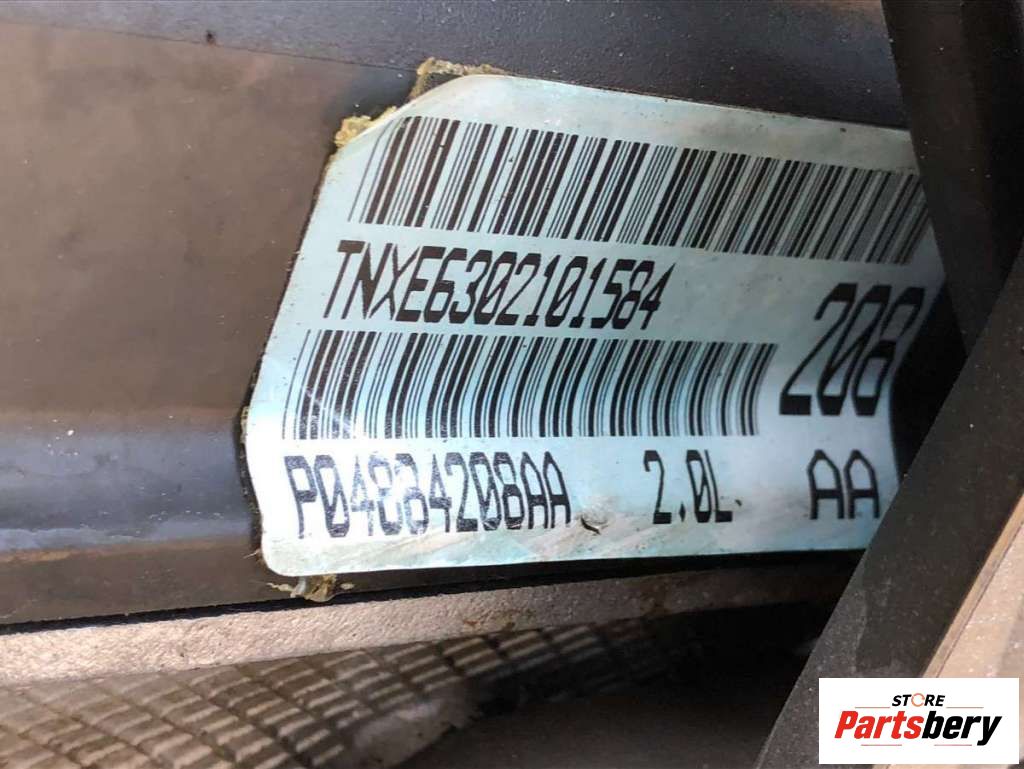 TNXE6302101584
208
P04884208AA 2.0L AA
STORE
Partsbery